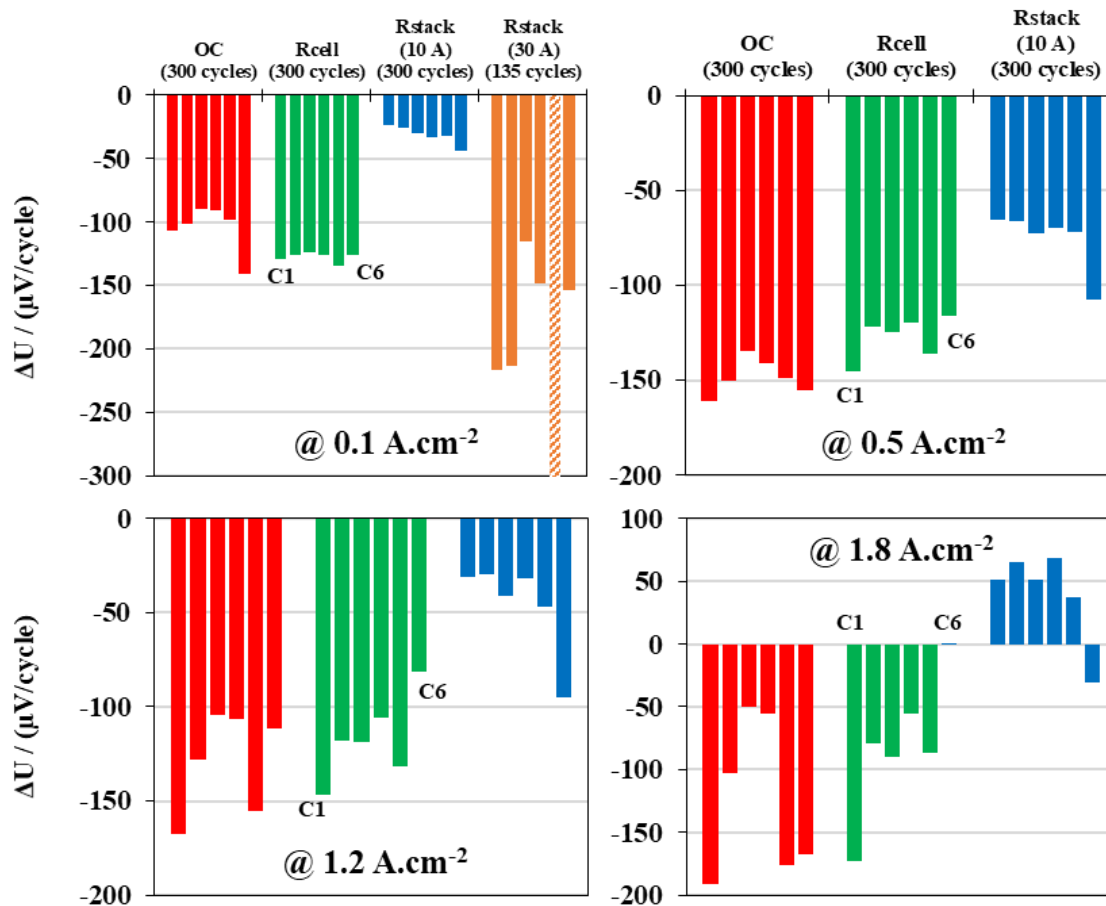 OC
(300 cycles)
Rcell
(300 cycles)
Rstack
(10 A)
(300 cycles)
Rstack
(30 A)
(135 cycles)
0
-50
-100
-150
-200
-250
-300
ΔU / (µV/cycle)
C1
C6
@ 0.1 A.cm-2
OC
(300 cycles)
Rcell
(300 cycles)
Rstack
(10 A)
(300 cycles)
0
-50
-100
-150
-200
C1
C6
@ 0.5 A.cm-2
0
-50
-100
-150
-200
ΔU / (µV/cycle)
C1
C6
@ 1.2 A.cm-2
100
50
0
-50
-100
-150
-200
@ 1.8 A.cm-2
C1
C6